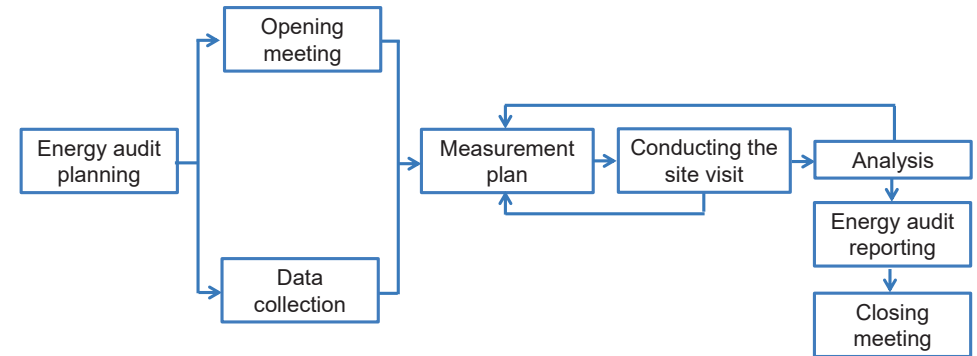 Opening
meeting
Energy audit
planning
Data
collection
Measurement
plan
Conducting the
site visit
Analysis
Energy audit
reporting
Closing
meeting